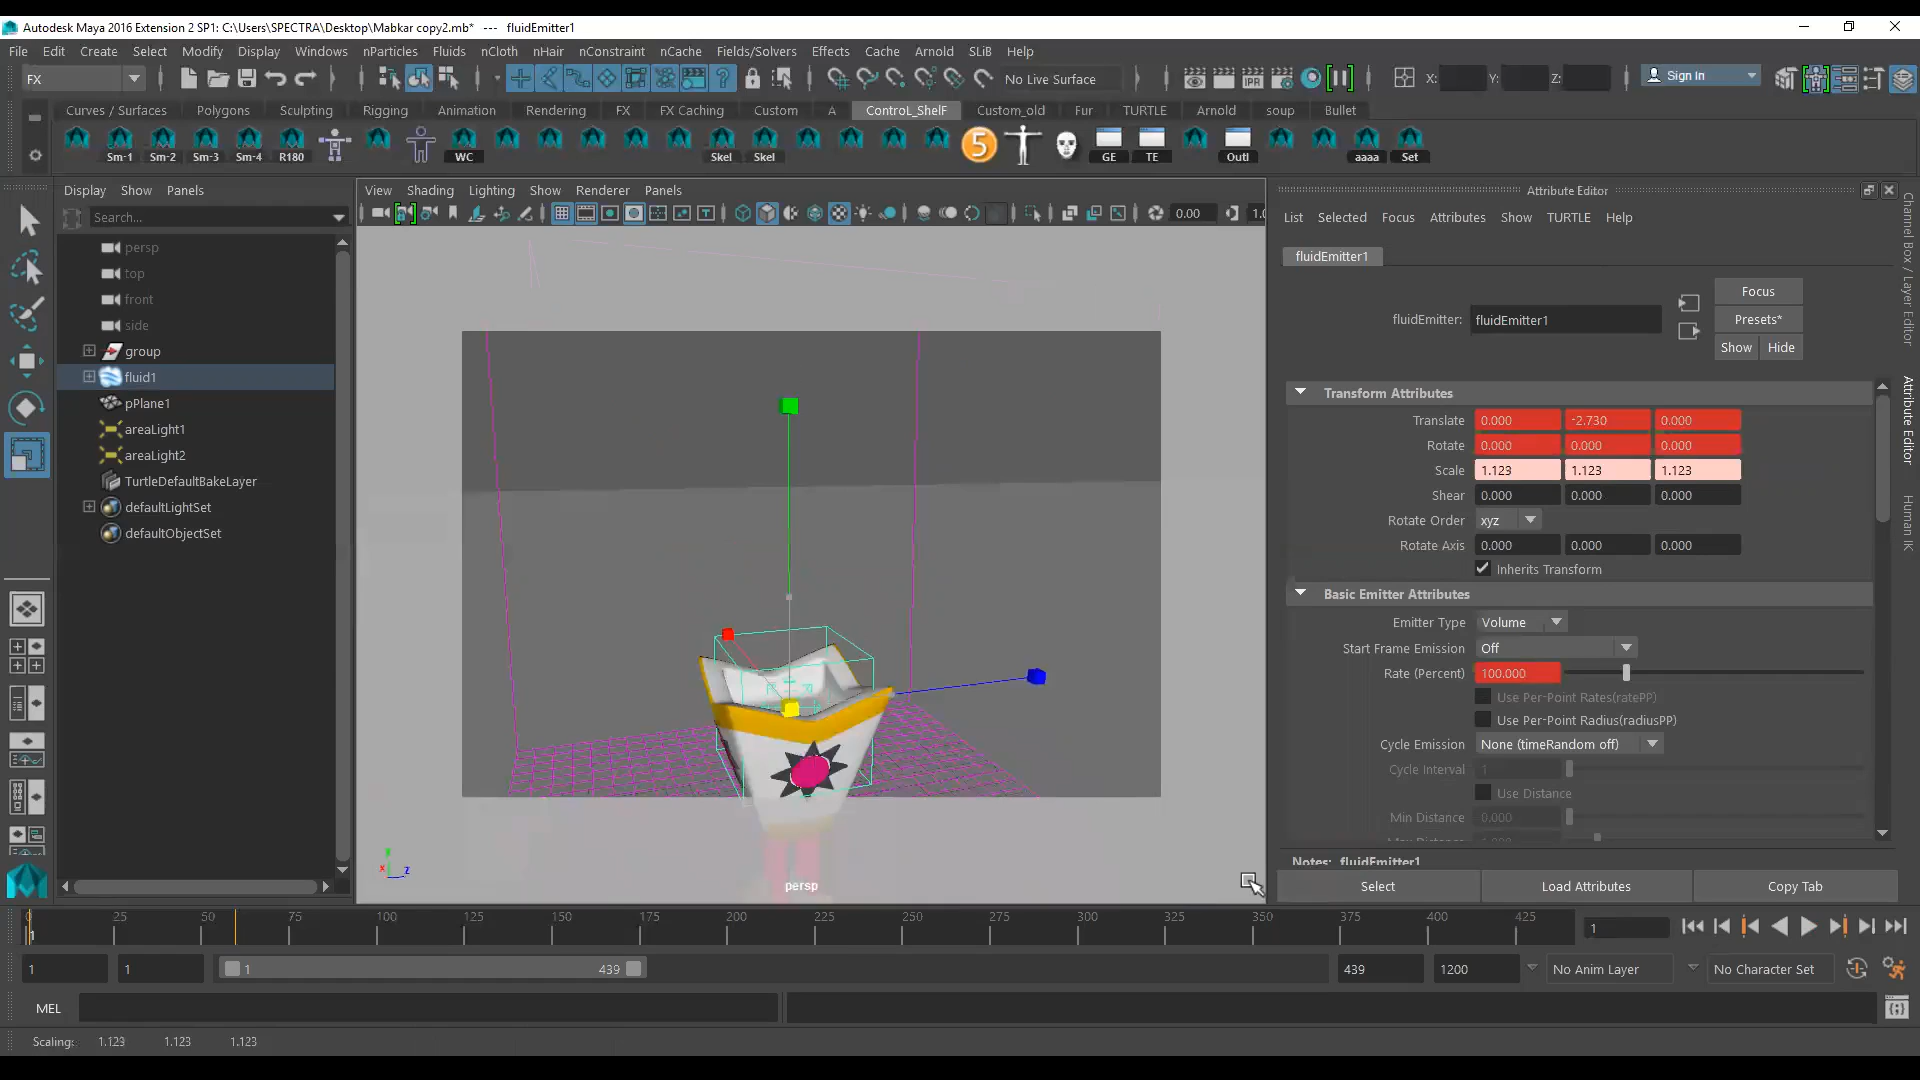 Autodesk Maya 2016 Extension 2 SP1: C:\Users\SPECTRA\Desktop\Mabkar copy2.mb* --- fluidEmitter1
File Edit Create Select Modify Display Windows nParticles Fluids nCloth nHair nConstraint nCache Fields/Solvers Effects Cache Arnold SLiB Help
FX No Live Surface X: Y: Z: Sign In
Curves / Surfaces Polygons Sculpting Rigging Animation Rendering FX FX Caching Custom A ControL_ShelF Custom_old Fur TURTLE Arnold soup Bullet
Sm-1 Sm-2 Sm-3 Sm-4 R180 WC Skel Skel 5 GE TE Outl aaaa Set
Display Show Panels
Search...
persp
top
front
side
group
fluid1
pPlane1
areaLight1
areaLight2
TurtleDefaultBakeLayer
defaultLightSet
defaultObjectSet
View Shading Lighting Show Renderer Panels
0.00 1.0
persp
x z
Attribute Editor
List Selected Focus Attributes Show TURTLE Help
fluidEmitter1
fluidEmitter: fluidEmitter1
Focus
Presets*
Show Hide
Transform Attributes
Translate 0.000 -2.730 0.000
Rotate 0.000 0.000 0.000
Scale 1.123 1.123 1.123
Shear 0.000 0.000 0.000
Rotate Order xyz
Rotate Axis 0.000 0.000 0.000
Inherits Transform
Basic Emitter Attributes
Emitter Type Volume
Start Frame Emission Off
Rate (Percent) 100.000
Use Per-Point Rates(ratePP)
Use Per-Point Radius(radiusPP)
Cycle Emission None (timeRandom off)
Cycle Interval 1
Use Distance
Min Distance 0.000
Notes: fluidEmitter1
Select Load Attributes Copy Tab
Channel Box / Layer Editor
Attribute Editor
Human IK
0 25 50 75 100 125 150 175 200 225 250 275 300 325 350 375 400 425
1 1
1 1 1 439 439 1200 No Anim Layer No Character Set
MEL
Scaling: 1.123 1.123 1.123